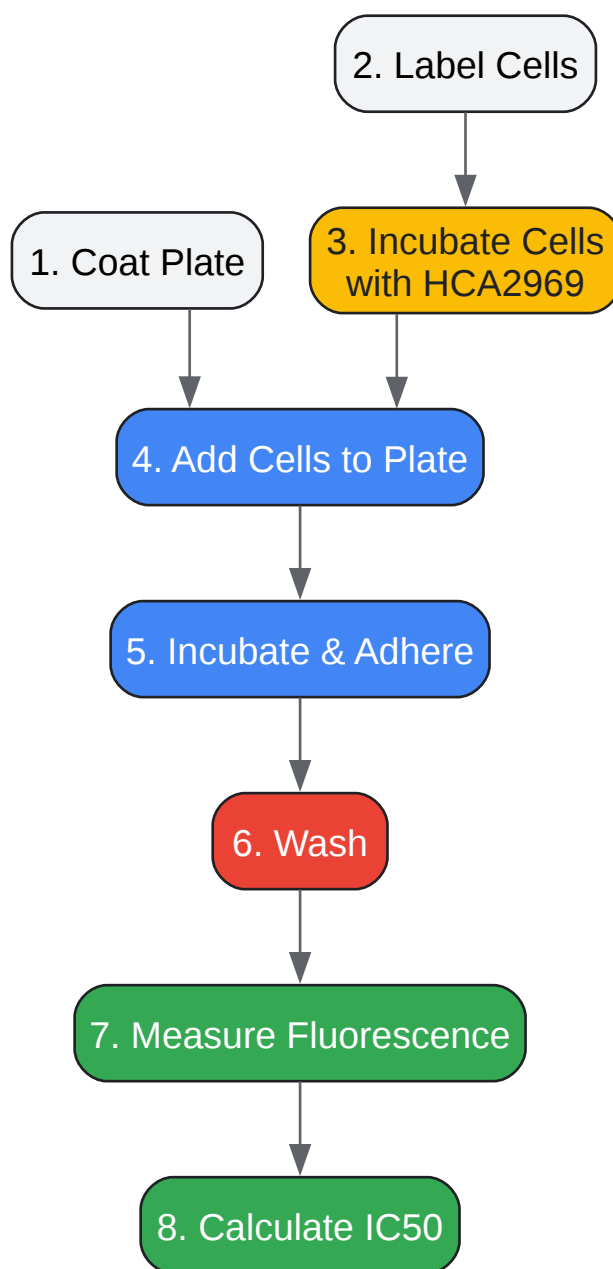 2. Label Cells
1. Coat Plate
3. Incubate Cells
with HCA2969
4. Add Cells to Plate
5. Incubate & Adhere
6. Wash
7. Measure Fluorescence
8. Calculate IC50